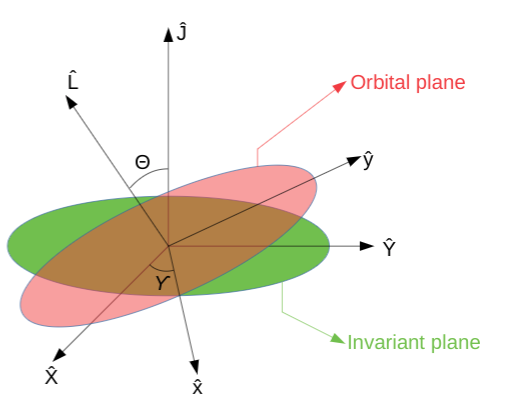 Ĵ
L̂
Orbital plane
Θ
ŷ
Ŷ
ϒ
Invariant plane
X̂
x̂